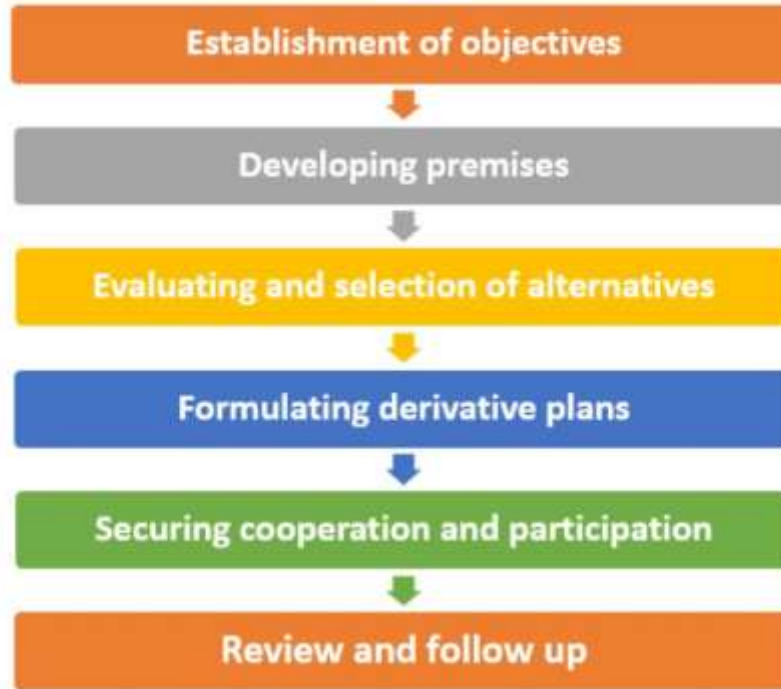 Establishment of objectives
Developing premises
Evaluating and selection of alternatives
Formulating derivative plans
Securing cooperation and participation
Review and follow up